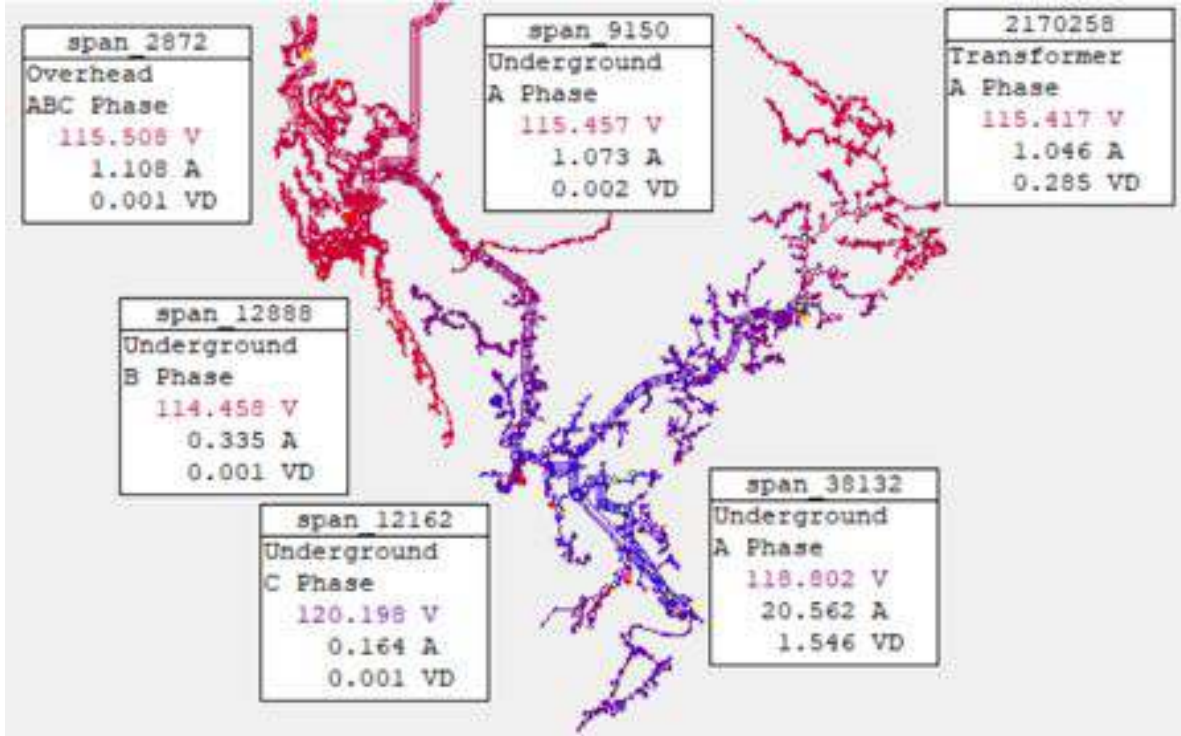 span_2872
Overhead
ABC Phase
115.508 V
1.108 A
0.001 VD
span_9150
Underground
A Phase
115.457 V
1.073 A
0.002 VD
2170258
Transformer
A Phase
115.417 V
1.046 A
0.285 VD
span_12888
Underground
B Phase
114.458 V
0.335 A
0.001 VD
span_12162
Underground
C Phase
120.198 V
0.164 A
0.001 VD
span_38132
Underground
A Phase
118.802 V
20.562 A
1.546 VD